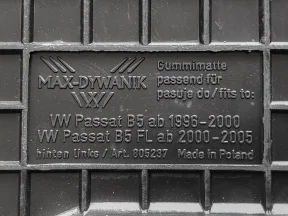 MAX-DYWANIK
Gummimatte
passend für
pasuje do/fits to:
VW Passat B5 ab 1996-2000
VW Passat B5 FL ab 2000-2005
hinten links / Art. 805237 Made in Poland